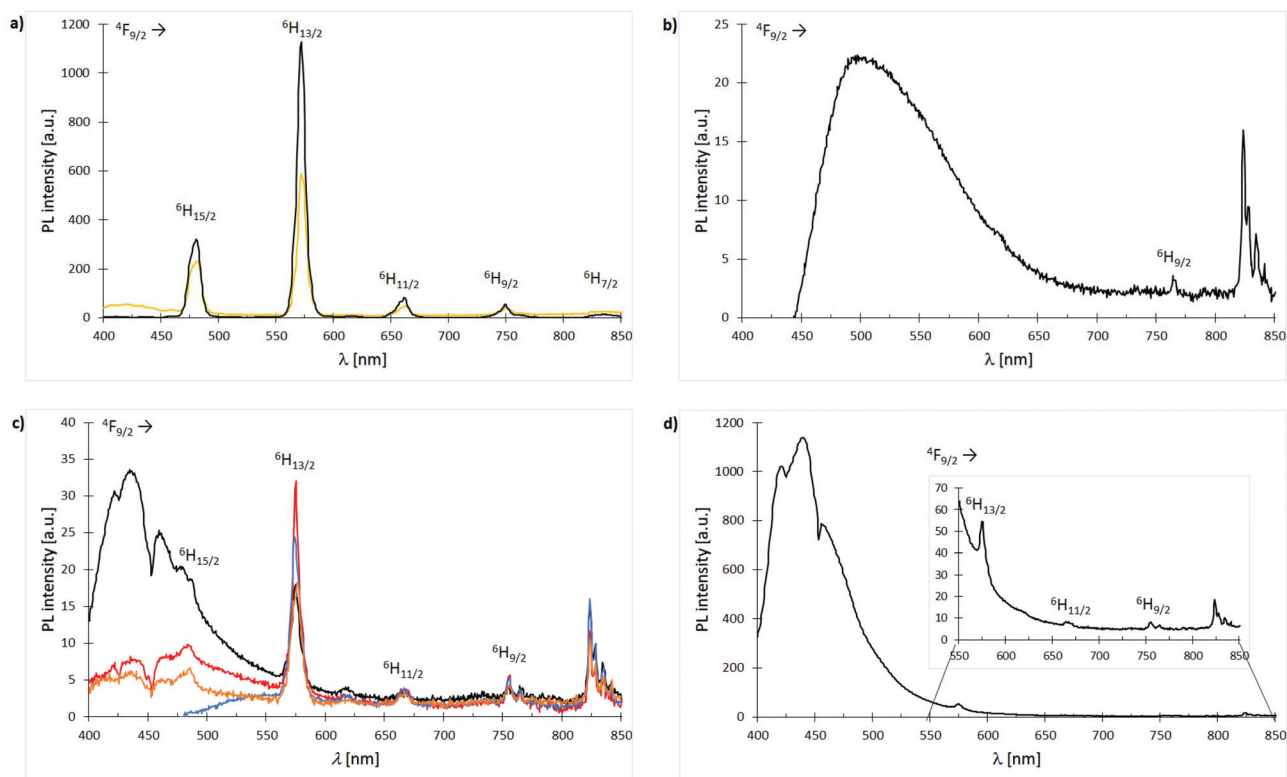 a)
⁴F₉/₂ →
⁶H₁₃/₂
⁶H₁₅/₂
⁶H₁₁/₂
⁶H₉/₂
⁶H₇/₂
PL intensity [a.u.]
1200
1000
800
600
400
200
0
400 450 500 550 600 650 700 750 800 850
λ [nm]
b)
⁴F₉/₂ →
⁶H₉/₂
PL intensity [a.u.]
25
20
15
10
5
0
400 450 500 550 600 650 700 750 800 850
λ [nm]
c)
⁴F₉/₂ →
⁶H₁₃/₂
⁶H₁₅/₂
⁶H₁₁/₂
⁶H₉/₂
PL intensity [a.u.]
40
35
30
25
20
15
10
5
0
400 450 500 550 600 650 700 750 800 850
λ [nm]
d)
⁴F₉/₂ →
PL intensity [a.u.]
1200
1000
800
600
400
200
0
400 450 500 550 600 650 700 750 800 850
λ [nm]
70
60
50
40
30
20
10
0
⁶H₁₃/₂
⁶H₁₁/₂
⁶H₉/₂
550 600 650 700 750 800 850